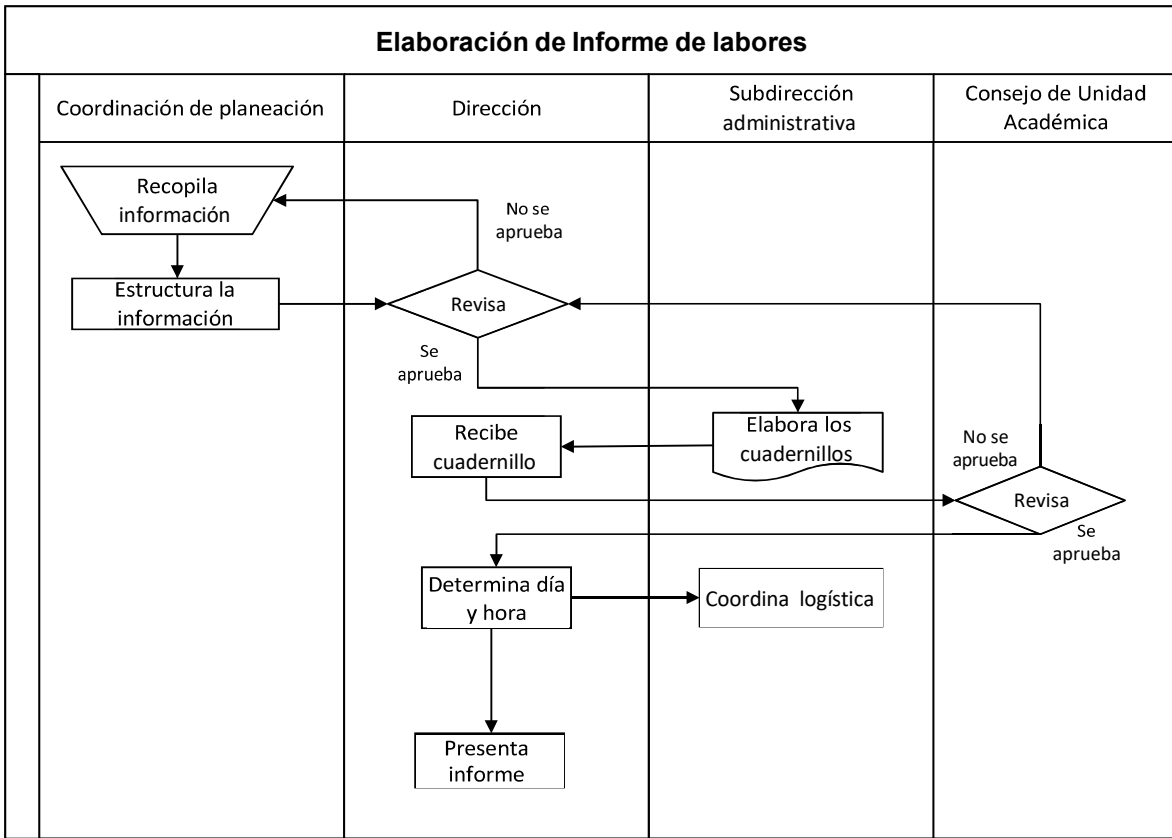 Elaboración de Informe de labores
Coordinación de planeación
Dirección
Subdirección
administrativa
Consejo de Unidad
Académica
Recopila
información
No se
aprueba
Estructura la
información
Revisa
Se
aprueba
Recibe
cuadernillo
Elabora los
cuadernillos
No se
aprueba
Revisa
Se
aprueba
Determina día
y hora
Coordina logística
Presenta
informe